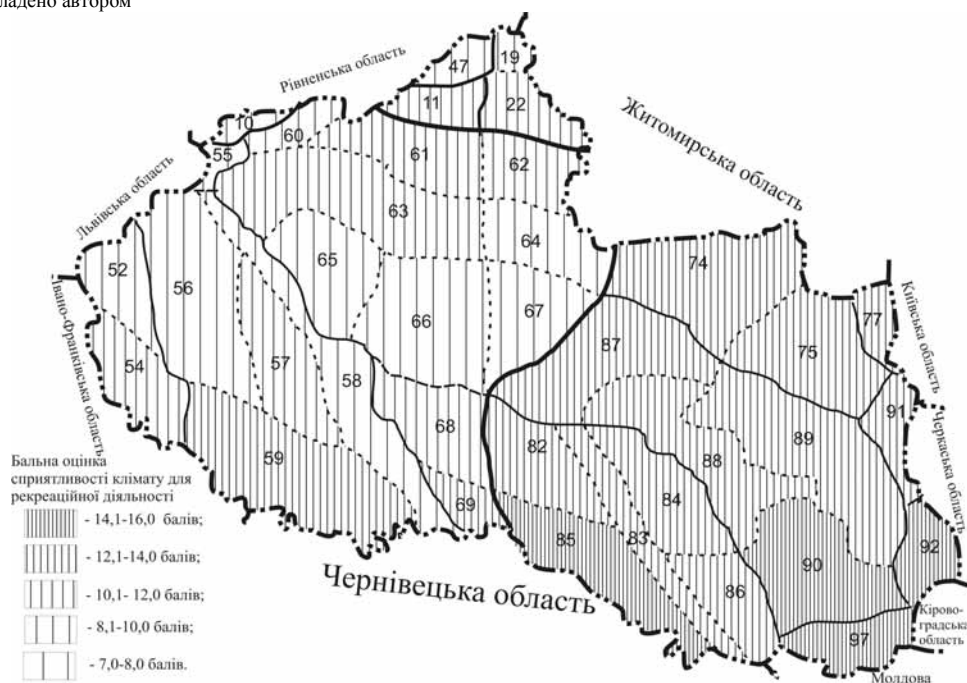 ладено автором
Рівненська область
Житомирська область
Львівська область
Івано-Франківська область
Київська область
Черкаська область
Чернівецька область
Кірово-
градська
область
Молдова
47
19
11
22
10
60
55
61
62
63
52
56
65
64
74
66
67
77
54
57
58
87
75
91
68
82
88
89
59
69
84
85
83
86
90
92
97
Бальна оцінка
сприятливості клімату для
рекреаційної діяльності
- 14,1-16,0 балів;
- 12,1-14,0 балів;
- 10,1- 12,0 балів;
- 8,1-10,0 балів;
- 7,0-8,0 балів.